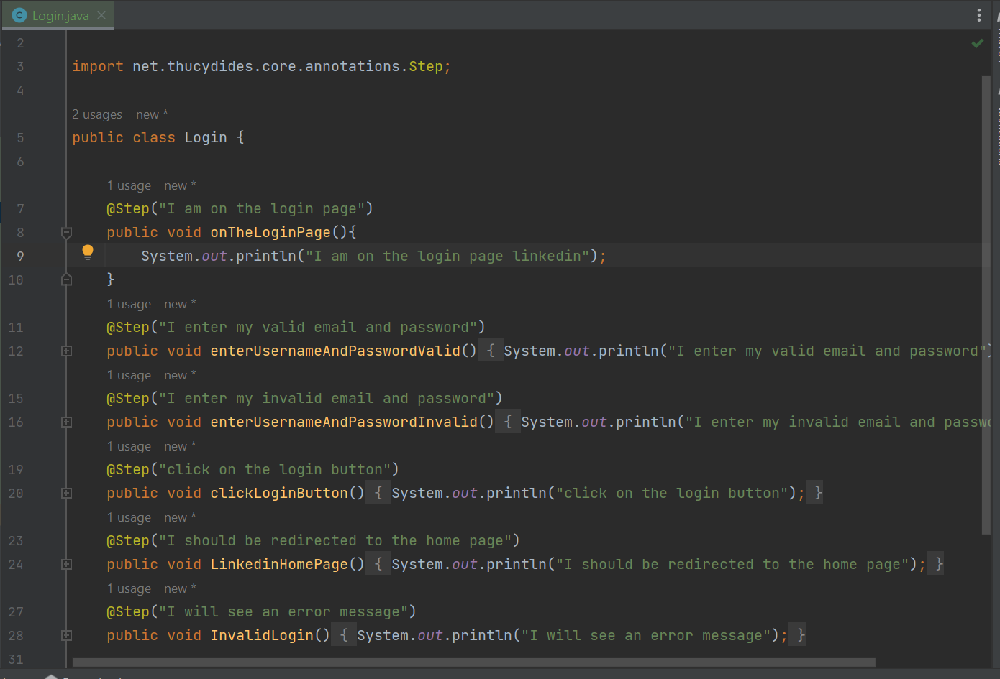 Login.java
2
3 import net.thucydides.core.annotations.Step;
4
2 usages new *
5 public class Login {
6
1 usage new *
7 @Step("I am on the login page")
8 public void onTheLoginPage(){
9 System.out.println("I am on the login page linkedin");
10 }
1 usage new *
11 @Step("I enter my valid email and password")
12 public void enterUsernameAndPasswordValid() { System.out.println("I enter my valid email and password")
1 usage new *
15 @Step("I enter my invalid email and password")
16 public void enterUsernameAndPasswordInvalid() { System.out.println("I enter my invalid email and
1 usage new *
19 @Step("click on the login button")
20 public void clickLoginButton() { System.out.println("click on the login button"); }
1 usage new *
23 @Step("I should be redirected to the home page")
24 public void LinkedinHomePage() { System.out.println("I should be redirected to the home page"); }
1 usage new *
27 @Step("I will see an error message")
28 public void InvalidLogin() { System.out.println("I will see an error message"); }
31